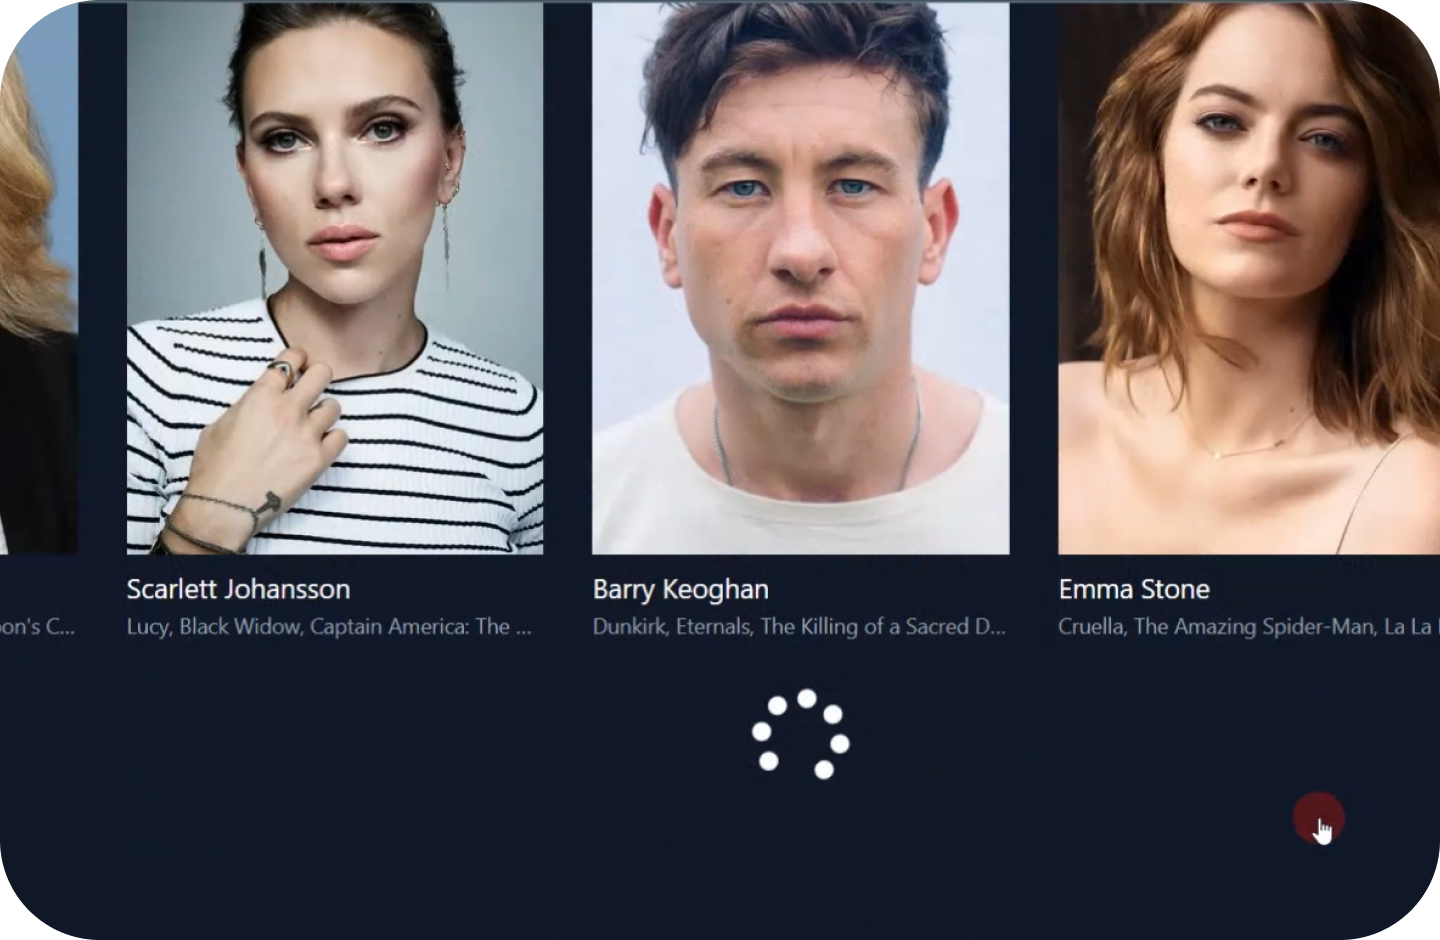 Scarlett Johansson
Barry Keoghan
Emma Stone
on's C...
Lucy, Black Widow, Captain America: The ...
Dunkirk, Eternals, The Killing of a Sacred D...
Cruella, The Amazing Spider-Man, La La